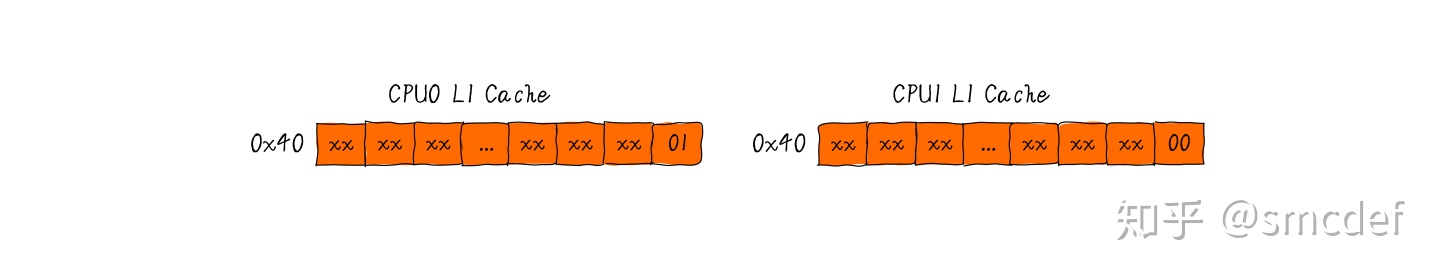 CPU0 L1 Cache
CPU1 L1 Cache
0x40 xx xx xx ... xx xx xx 01
0x40 xx xx xx ... xx xx xx 00
知乎 @smcdef